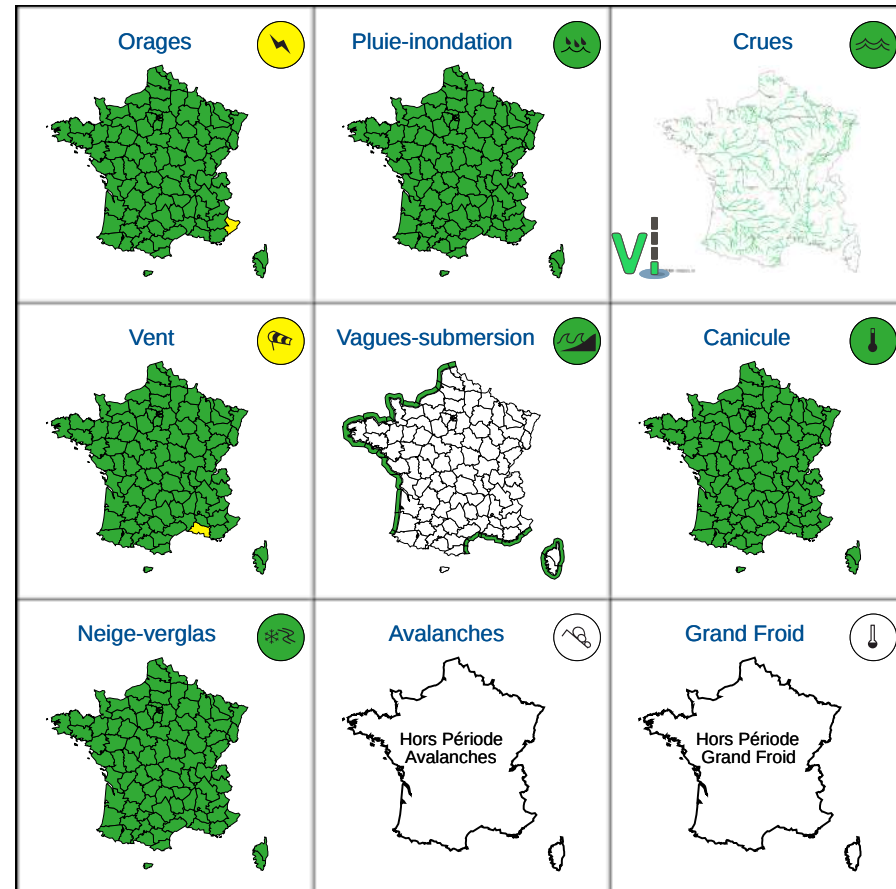 Orages
Pluie-inondation
Crues
Vent
Vagues-submersion
Canicule
Neige-verglas
Avalanches
Hors Période
Avalanches
Grand Froid
Hors Période
Grand Froid